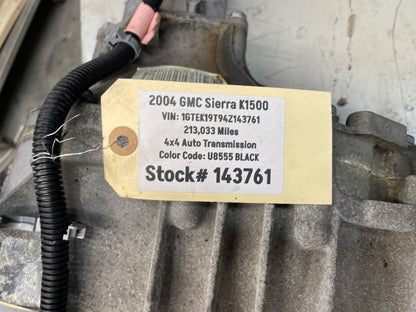 2004 GMC Sierra K1500
VIN: 1GTEK19T94Z143761
213,033 Miles
4x4 Auto Transmission
Color Code: U8555 BLACK
Stock# 143761